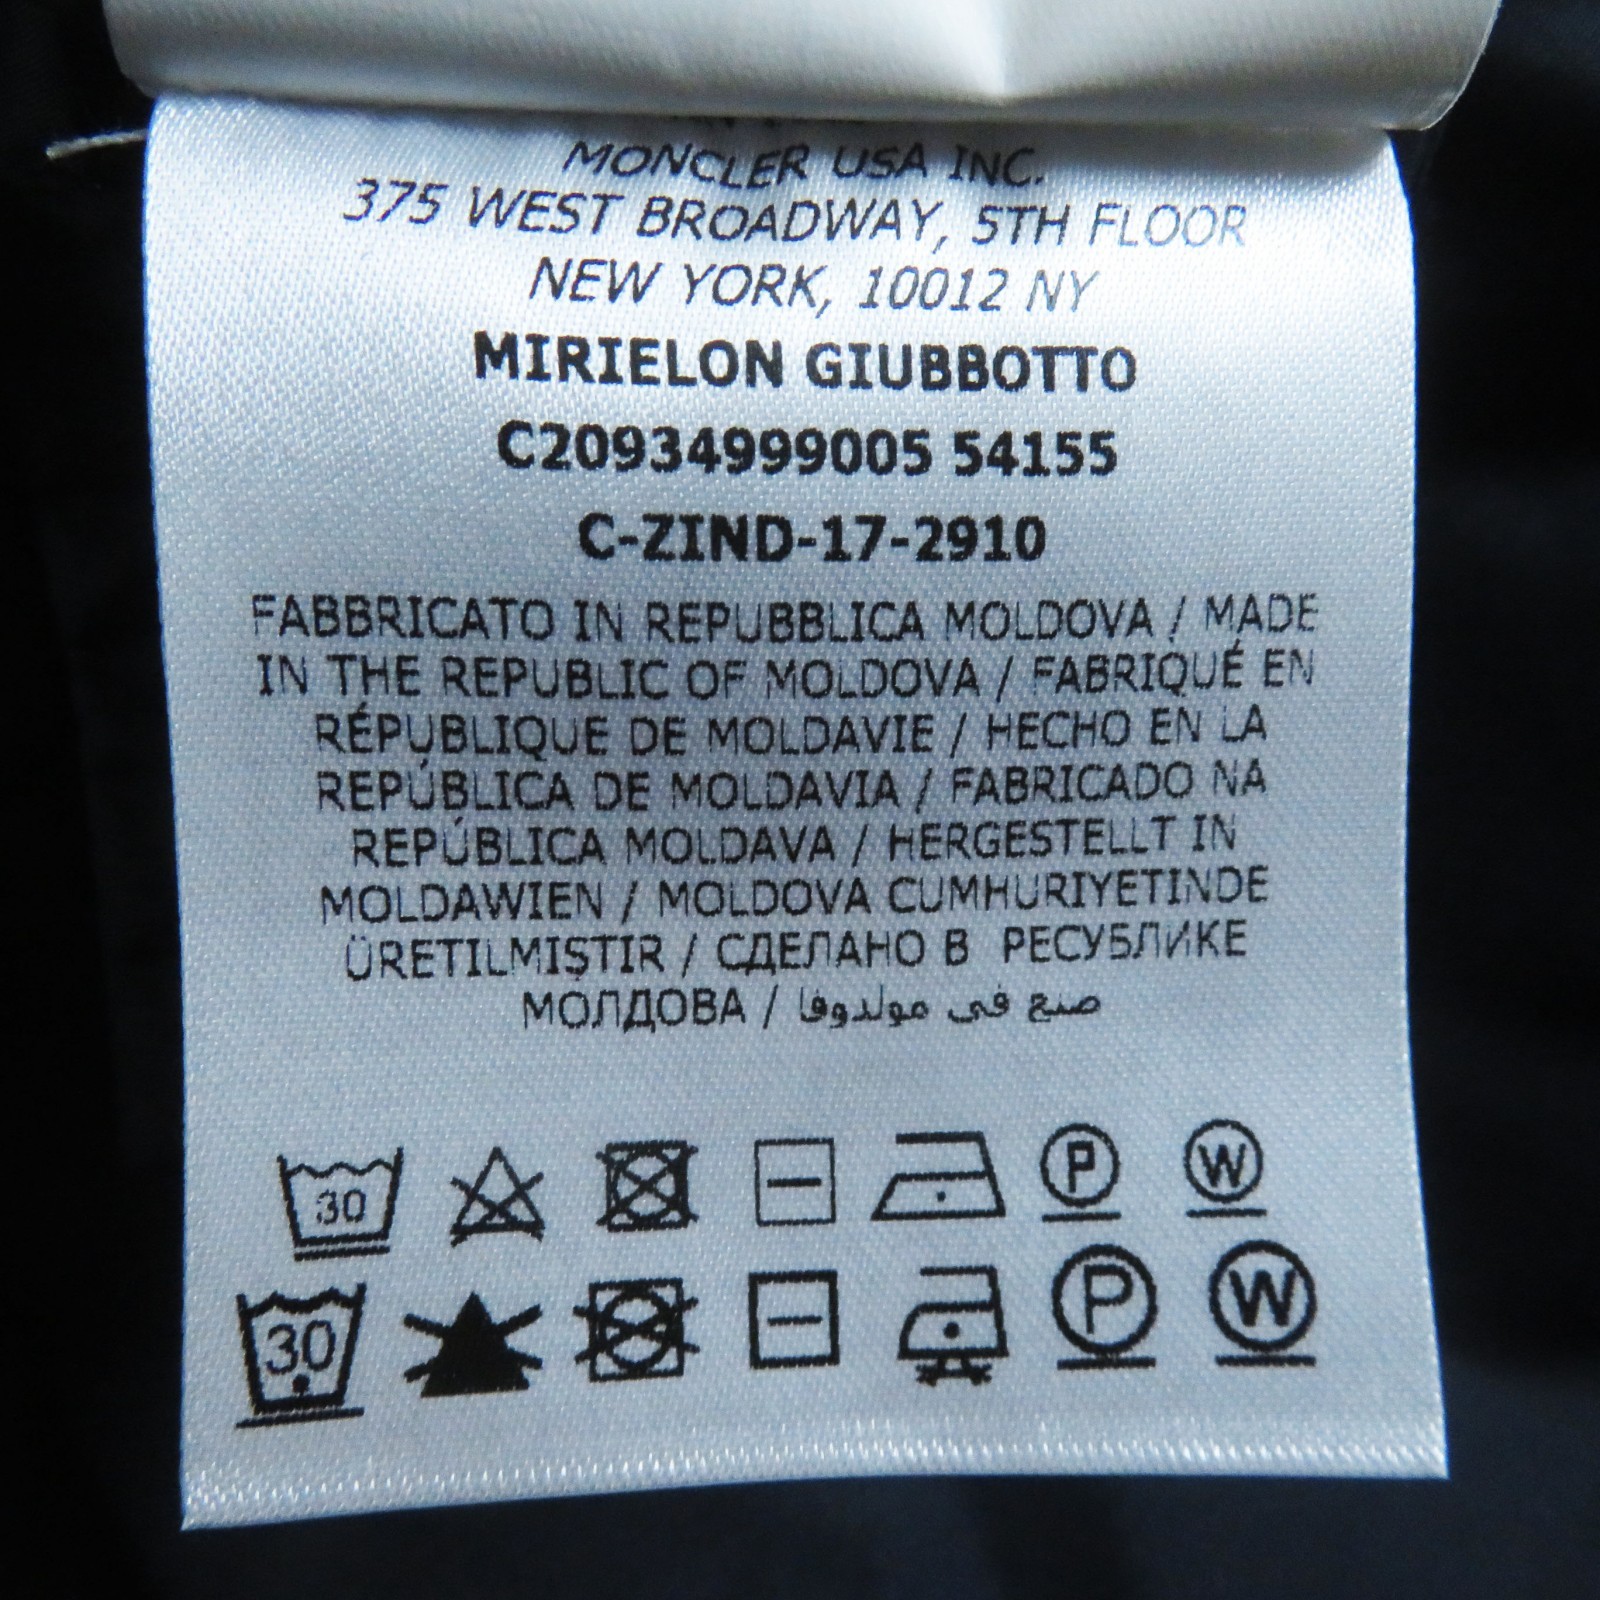 MONCLER USA INC.
375 WEST BROADWAY, 5TH FLOOR
NEW YORK, 10012 NY
MIRIELON GIUBBOTTO
C20934999005 54155
C-ZIND-17-2910
FABBRICATO IN REPUBBLICA MOLDOVA / MADE
IN THE REPUBLIC OF MOLDOVA / FABRIQUÉ EN
RÉPUBLIQUE DE MOLDAVIE / HECHO EN LA
REPÚBLICA DE MOLDAVIA / FABRICADO NA
REPÚBLICA MOLDAVA / HERGESTELLT IN
MOLDAWIEN / MOLDOVA CUMHURIYETINDE
ÜRETILMIŞTIR / СДЕЛАНО В РЕСУБЛИКЕ
МОЛДОВА / صنع في مولدوفا
30 P W
30 P W